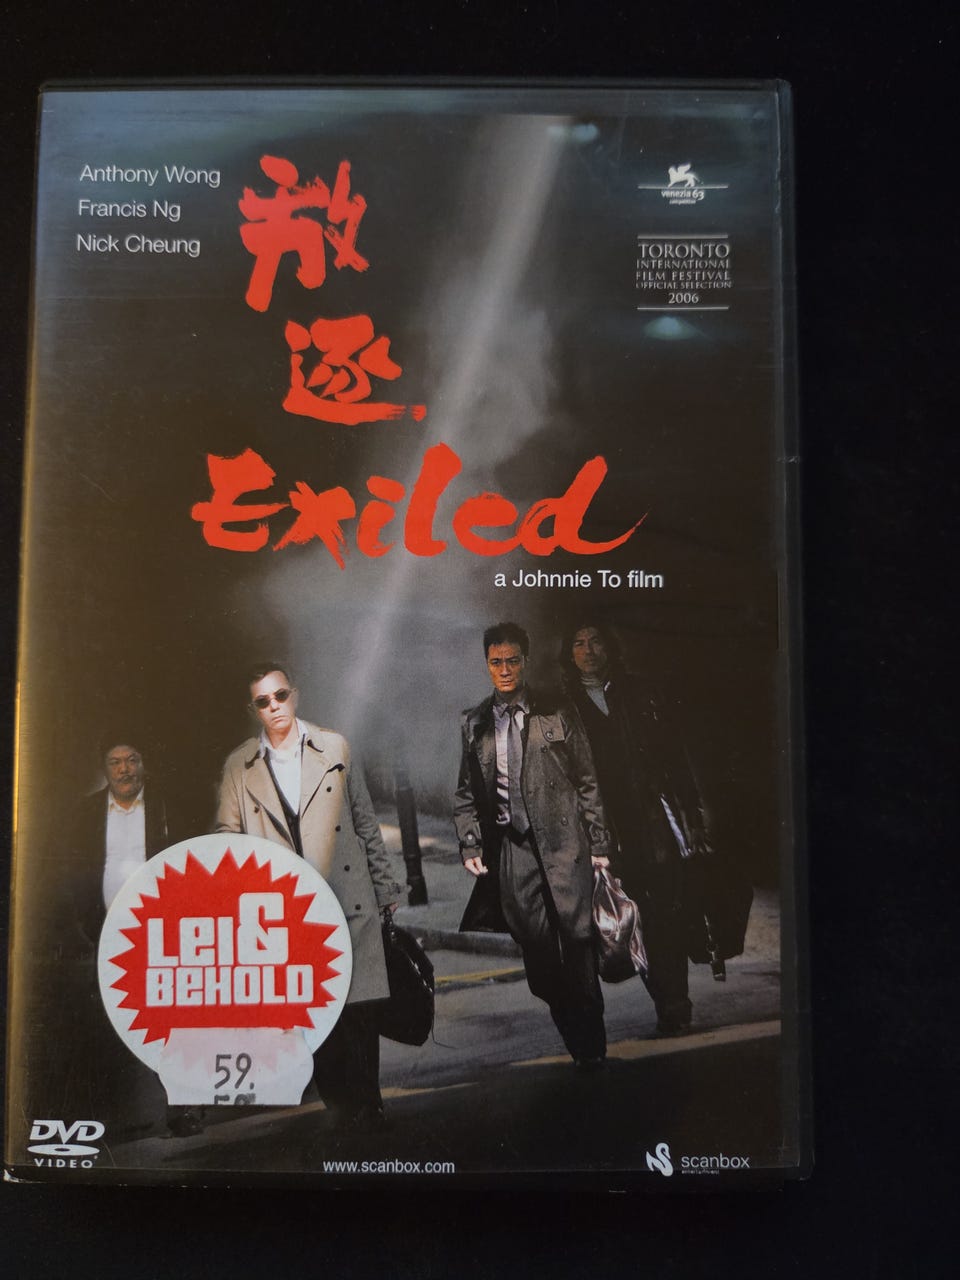 Anthony Wong
Francis Ng
Nick Cheung
放
逐
Exiled
a Johnnie To film
venezia 63
TORONTO
INTERNATIONAL
FILM FESTIVAL
OFFICIAL SELECTION
2006
Lei&
BEHOLD
59.
DVD
VIDEO
www.scanbox.com
scanbox
entertainment